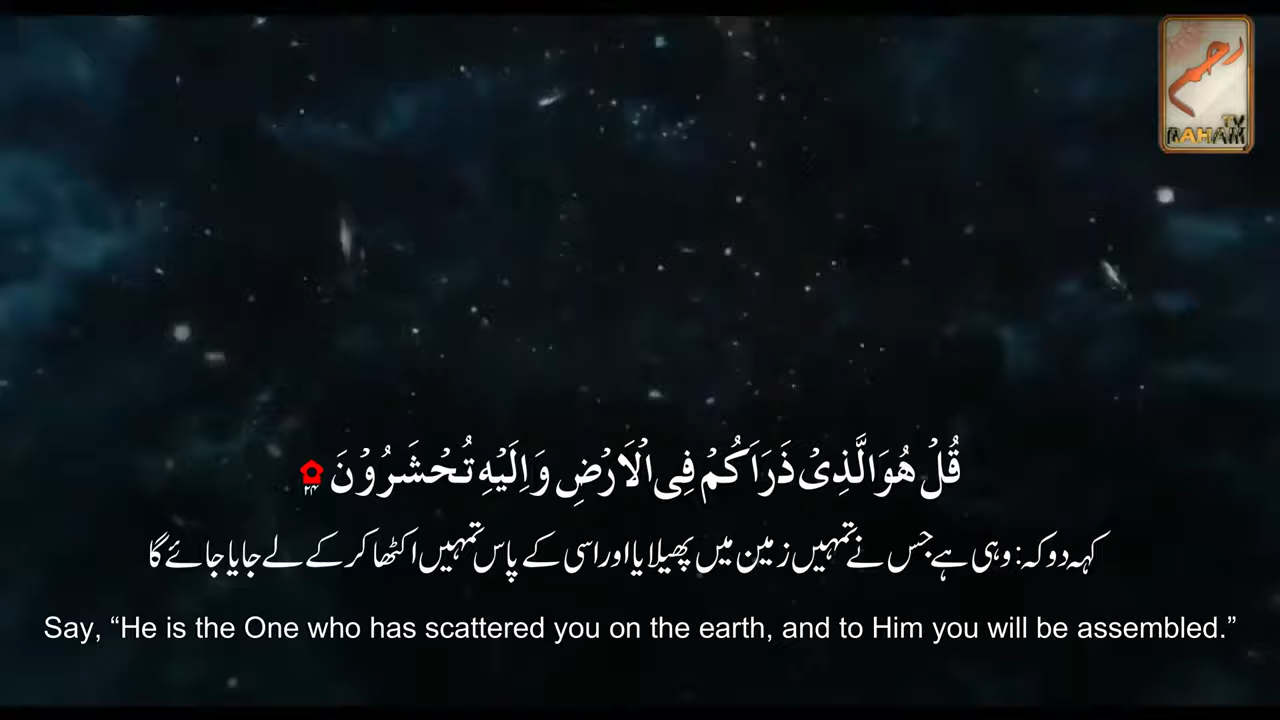 رحم
TV
RAHAM
قُلْ هُوَ الَّذِیْ ذَرَاَكُمْ فِی الْاَرْضِ وَ اِلَیْهِ تُحْشَرُوْنَ ۲۴
کہہ دو کہ: وہی ہے جس نے تمہیں زمین میں پھیلایا اور اسی کے پاس تمہیں اکٹھا کر کے لے جایا جائے گا
Say, “He is the One who has scattered you on the earth, and to Him you will be assembled.”